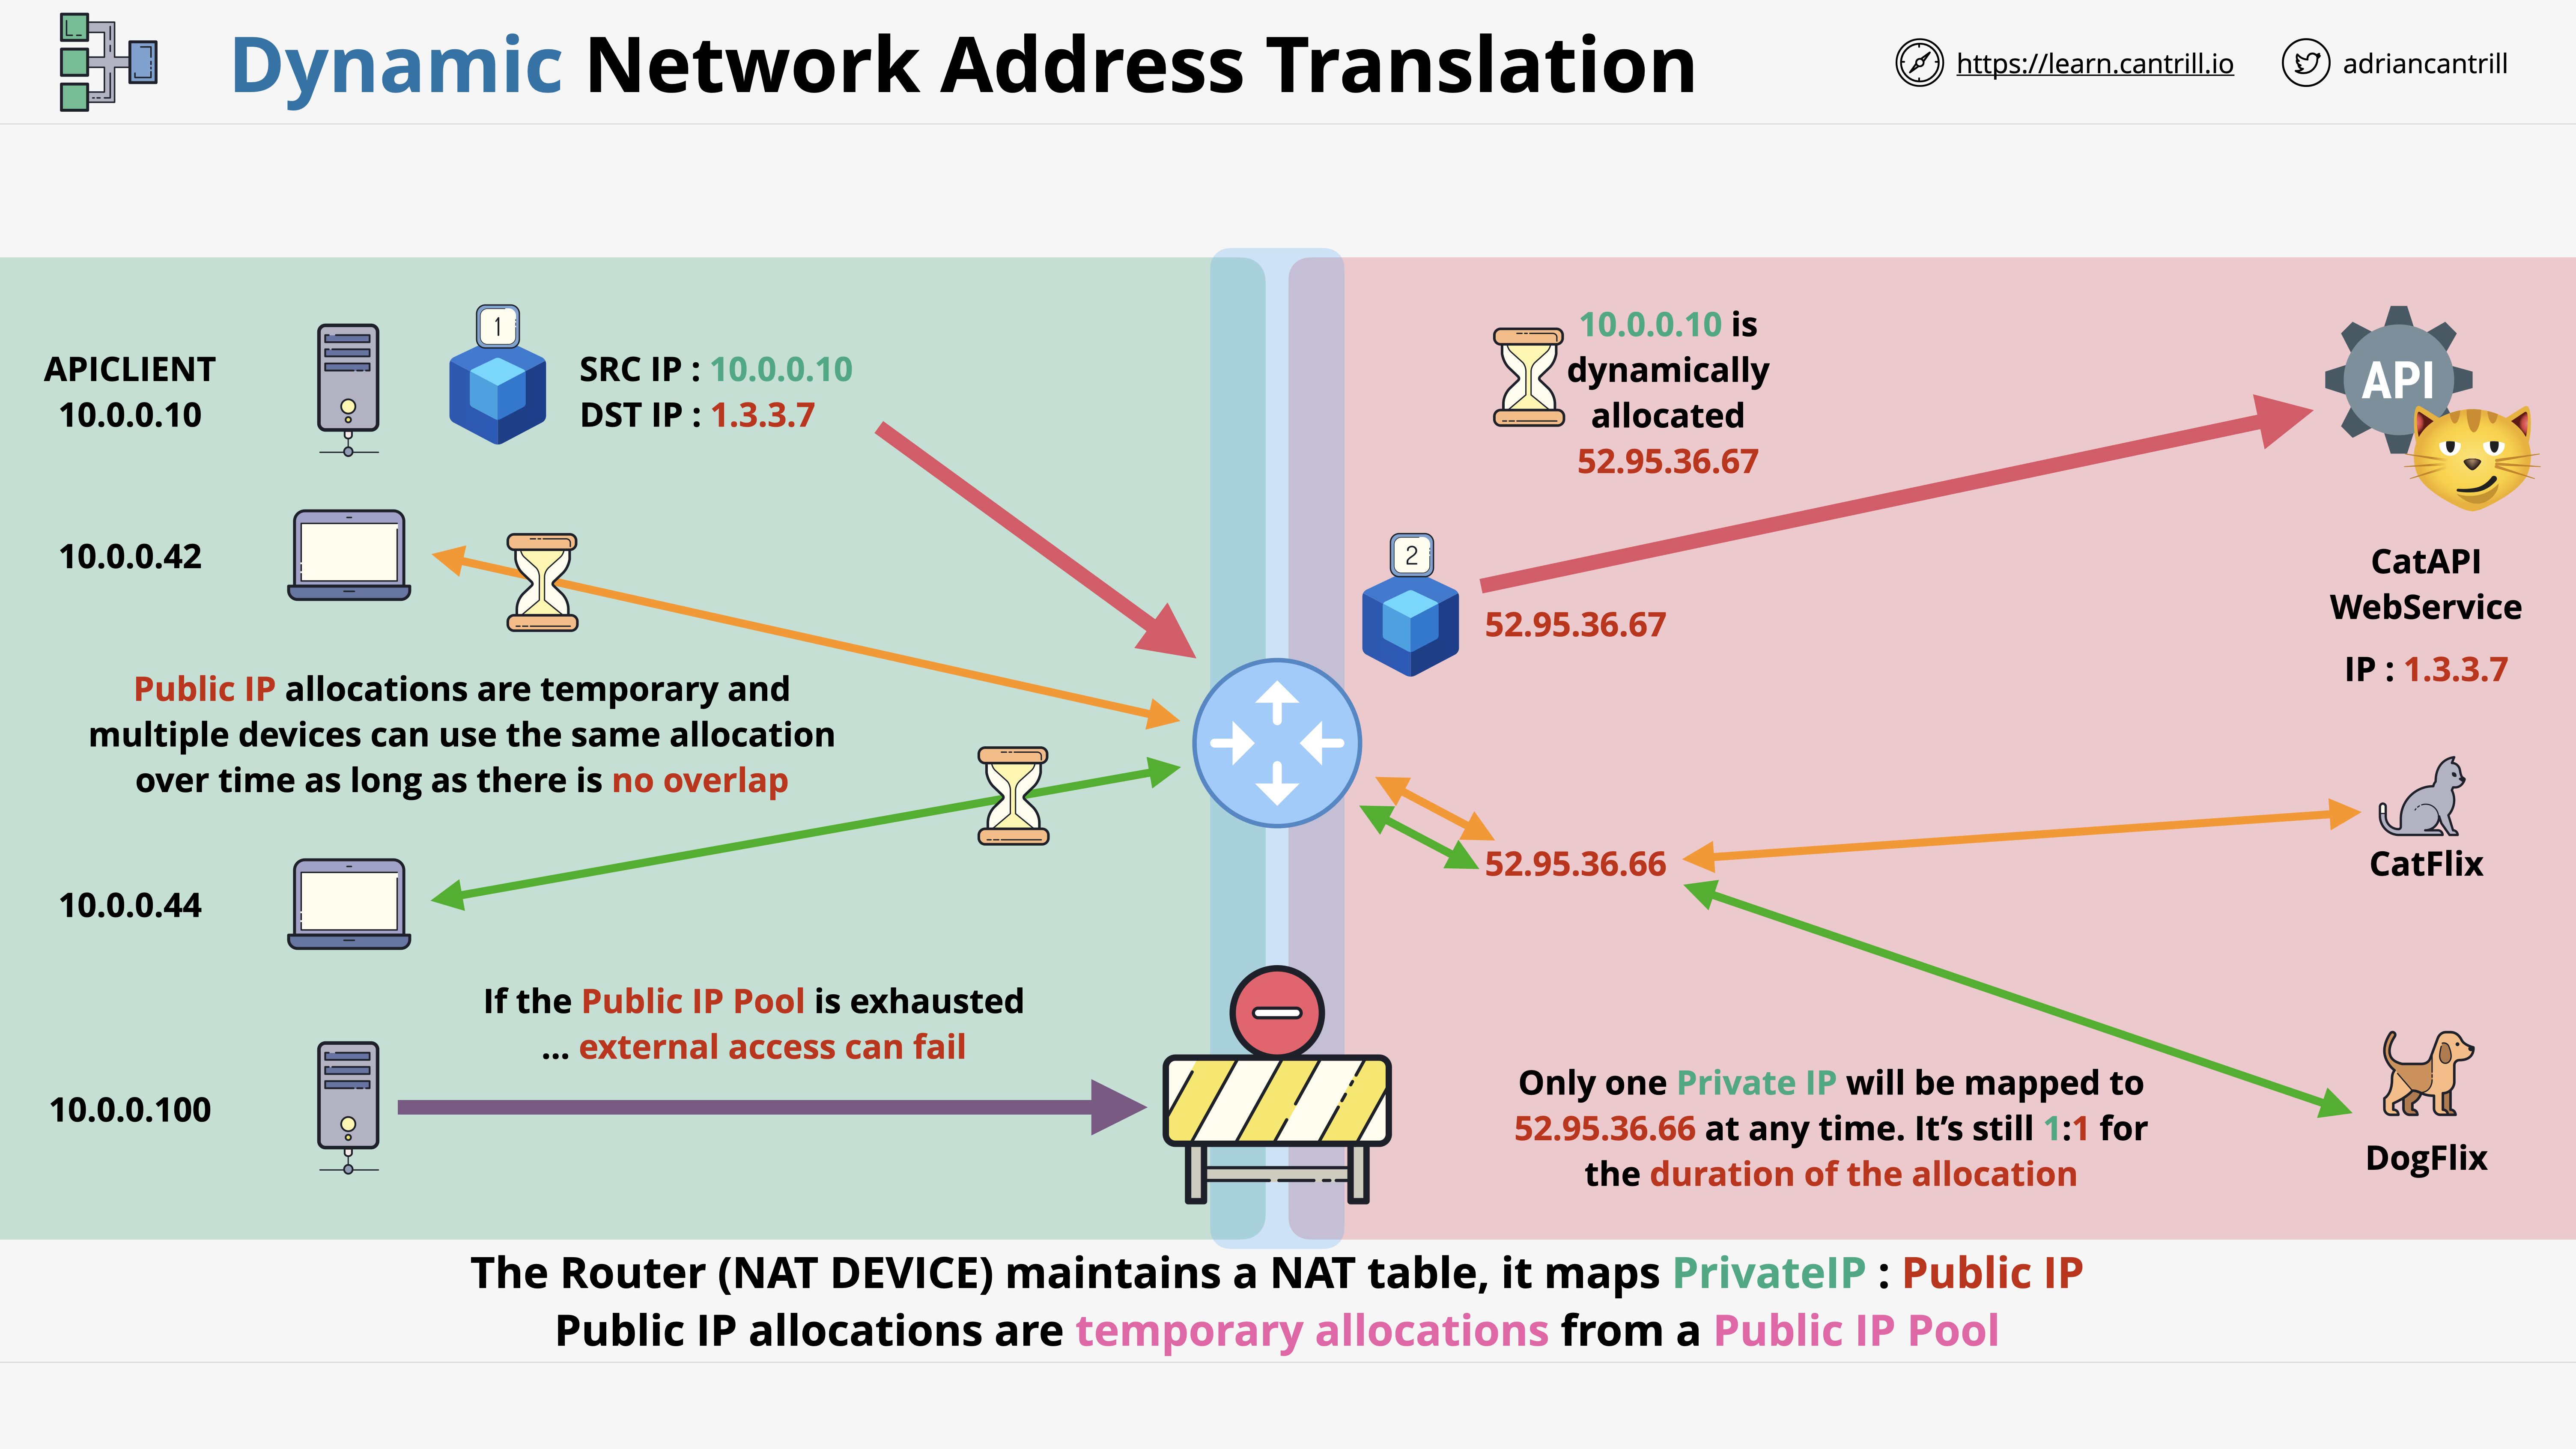 Dynamic Network Address Translation
https://learn.cantrill.io
adriancantrill
APICLIENT
10.0.0.10
1
SRC IP : 10.0.0.10
DST IP : 1.3.3.7
10.0.0.10 is
dynamically
allocated
52.95.36.67
API
10.0.0.42
2
52.95.36.67
CatAPI
WebService
IP : 1.3.3.7
Public IP allocations are temporary and
multiple devices can use the same allocation
over time as long as there is no overlap
52.95.36.66
CatFlix
10.0.0.44
If the Public IP Pool is exhausted
... external access can fail
10.0.0.100
Only one Private IP will be mapped to
52.95.36.66 at any time. It’s still 1:1 for
the duration of the allocation
DogFlix
The Router (NAT DEVICE) maintains a NAT table, it maps PrivateIP : Public IP
Public IP allocations are temporary allocations from a Public IP Pool